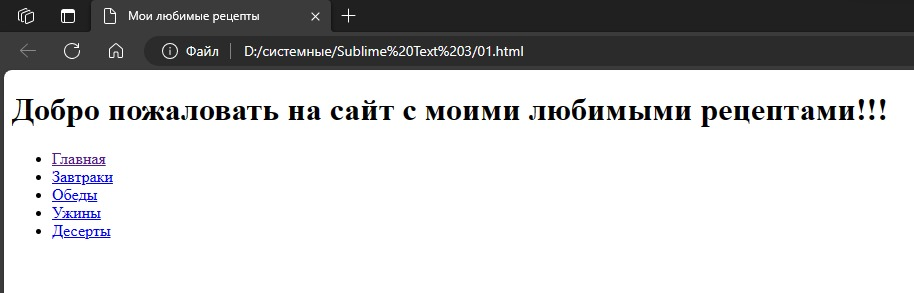 Мои любимые рецепты
Файл D:/системные/Sublime%20Text%203/01.html
Добро пожаловать на сайт с моими любимыми рецептами!!!
Главная
Завтраки
Обеды
Ужины
Десерты